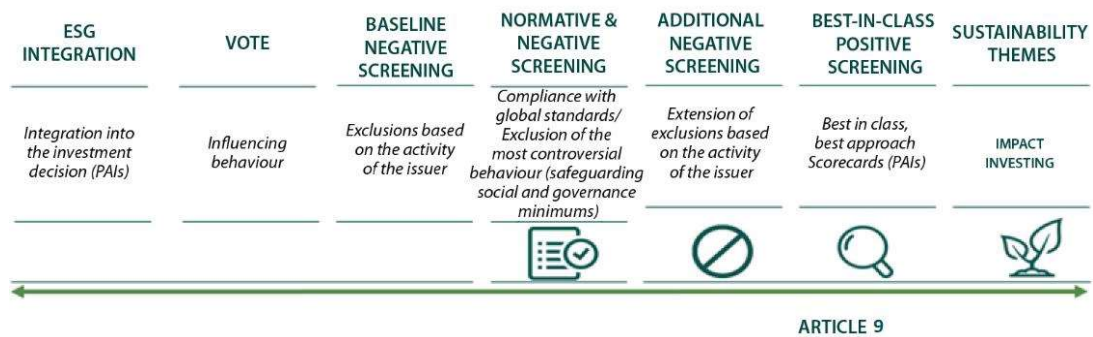 ESG
INTEGRATION
VOTE
BASELINE
NEGATIVE
SCREENING
NORMATIVE &
NEGATIVE
SCREENING
ADDITIONAL
NEGATIVE
SCREENING
BEST-IN-CLASS
POSITIVE
SCREENING
SUSTAINABILITY
THEMES
Integration into
the investment
decision (PAIs)
Influencing
behaviour
Exclusions based
on the activity
of the issuer
Compliance with
global standards/
Exclusion of the
most controversial
behaviour (safeguarding
social and governance
minimums)
Extension of
exclusions based
on the activity
of the issuer
Best in class,
best approach
Scorecards (PAIs)
IMPACT
INVESTING
ARTICLE 9